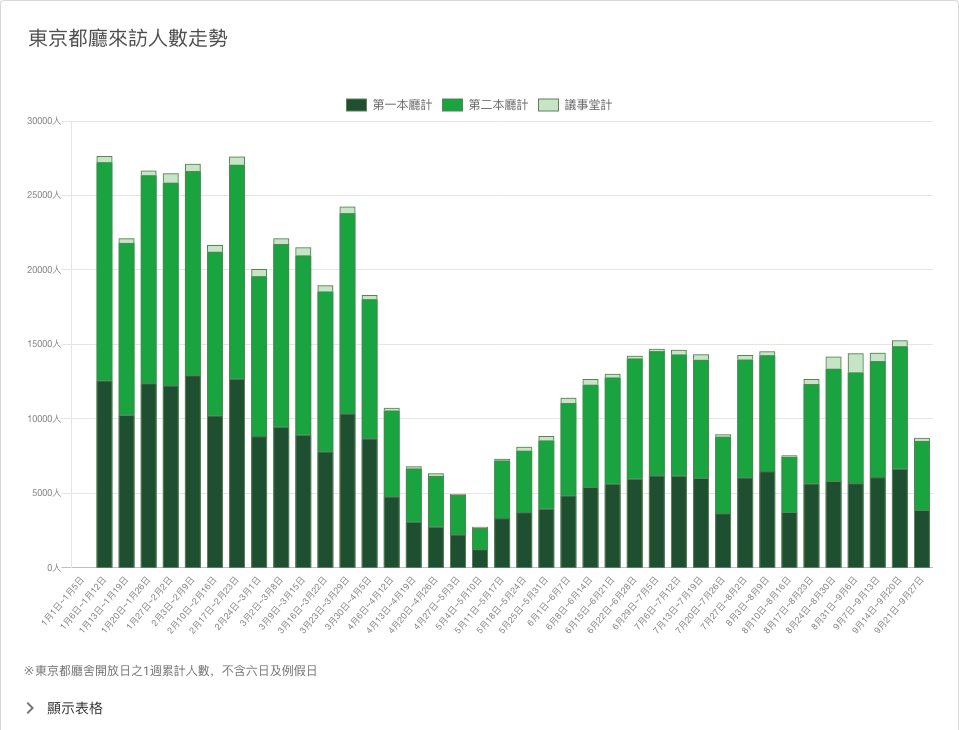 東京都廳來訪人數走勢
第一本廳計 第二本廳計 議事堂計
30000人
25000人
20000人
15000人
10000人
5000人
0人
1月1日~1月5日
1月6日~1月12日
1月13日~1月19日
1月20日~1月26日
1月27日~2月2日
2月3日~2月9日
2月10日~2月16日
2月17日~2月23日
2月24日~3月1日
3月2日~3月8日
3月9日~3月15日
3月16日~3月22日
3月23日~3月29日
3月30日~4月5日
4月6日~4月12日
4月13日~4月19日
4月20日~4月26日
4月27日~5月3日
5月4日~5月10日
5月11日~5月17日
5月18日~5月24日
5月25日~5月31日
6月1日~6月7日
6月8日~6月14日
6月15日~6月21日
6月22日~6月28日
6月29日~7月5日
7月6日~7月12日
7月13日~7月19日
7月20日~7月26日
7月27日~8月2日
8月3日~8月9日
8月10日~8月16日
8月17日~8月23日
8月24日~8月30日
8月31日~9月6日
9月7日~9月13日
9月14日~9月20日
9月21日~9月27日
※東京都廳舍開放日之1週累計人數，不含六日及例假日
顯示表格